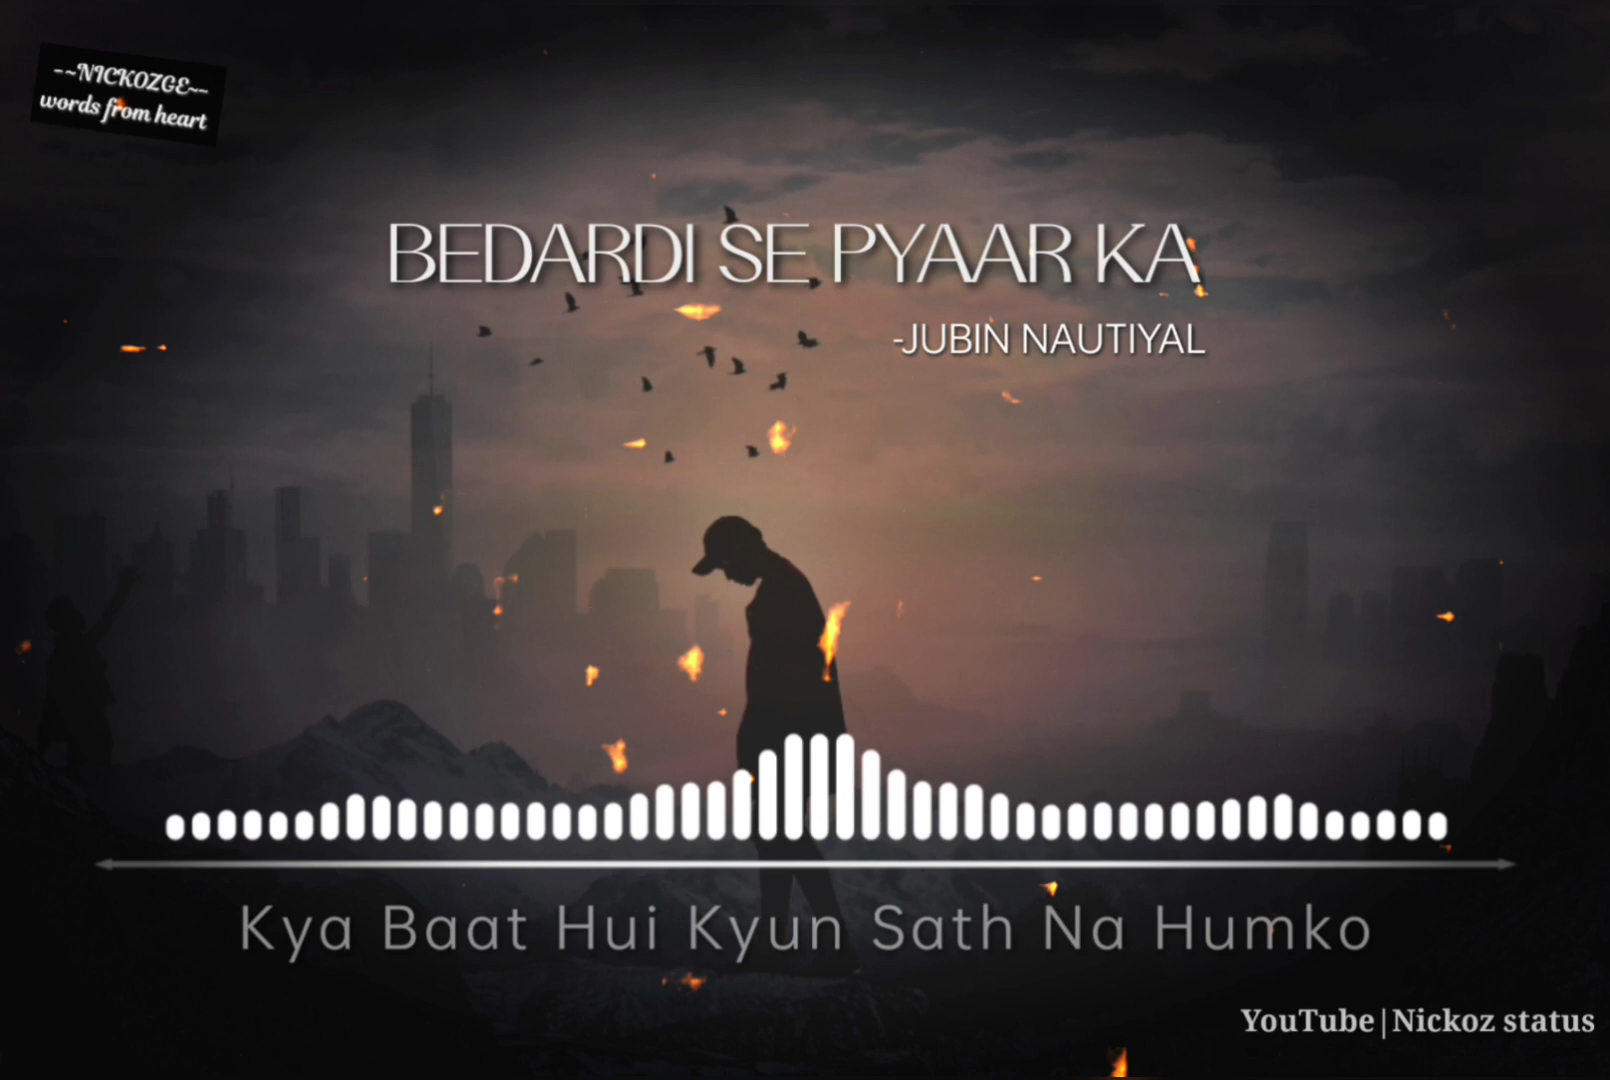 -~NICKOZGE~~
words from heart
BEDARDI SE PYAAR KA
-JUBIN NAUTIYAL
Kya Baat Hui Kyun Sath Na Humko
YouTube|Nickoz status